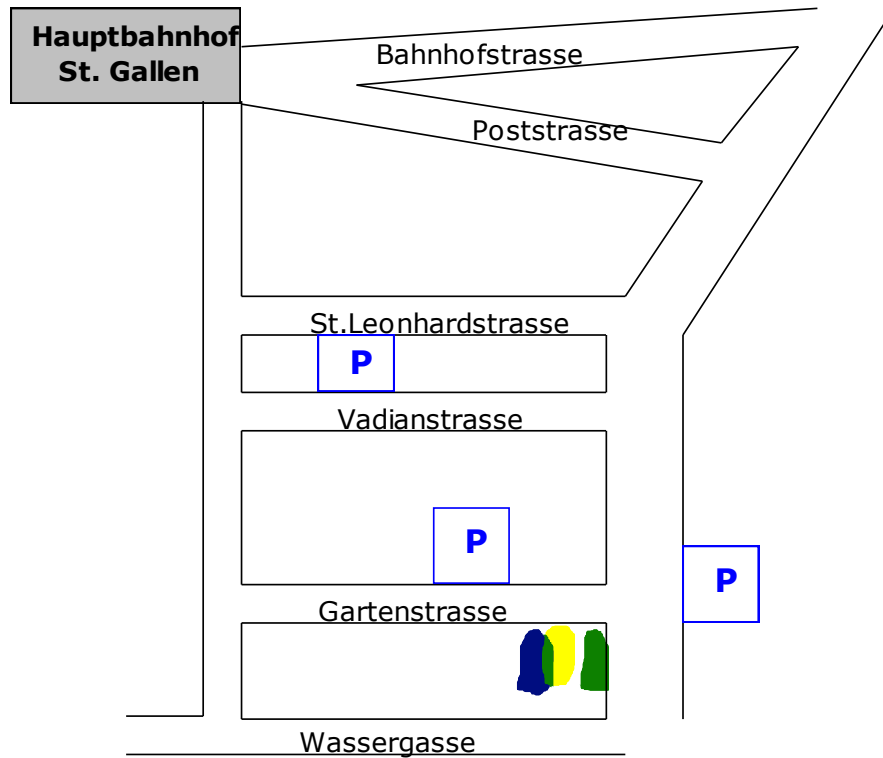 Hauptbahnhof
St. Gallen
Bahnhofstrasse
Poststrasse
St.Leonhardstrasse
P
Vadianstrasse
P
P
Gartenstrasse
Wassergasse